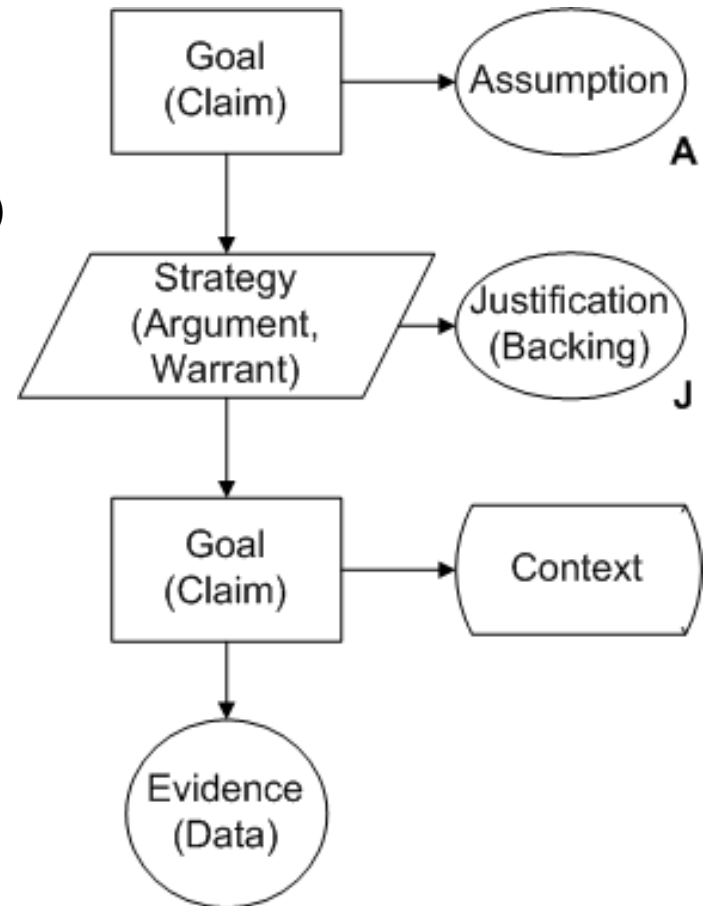 Goal
(Claim)
Assumption
A
)
Strategy
(Argument,
Warrant)
Justification
(Backing)
J
Goal
(Claim)
Context
Evidence
(Data)